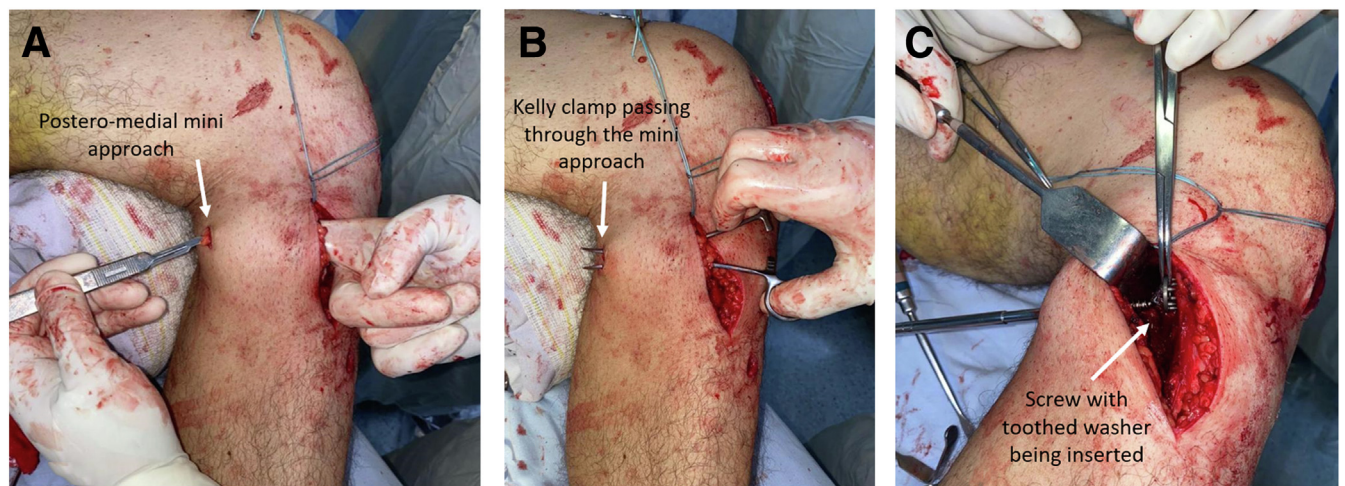 A
Postero-medial mini
approach
B
Kelly clamp passing
through the mini
approach
C
Screw with
toothed washer
being inserted